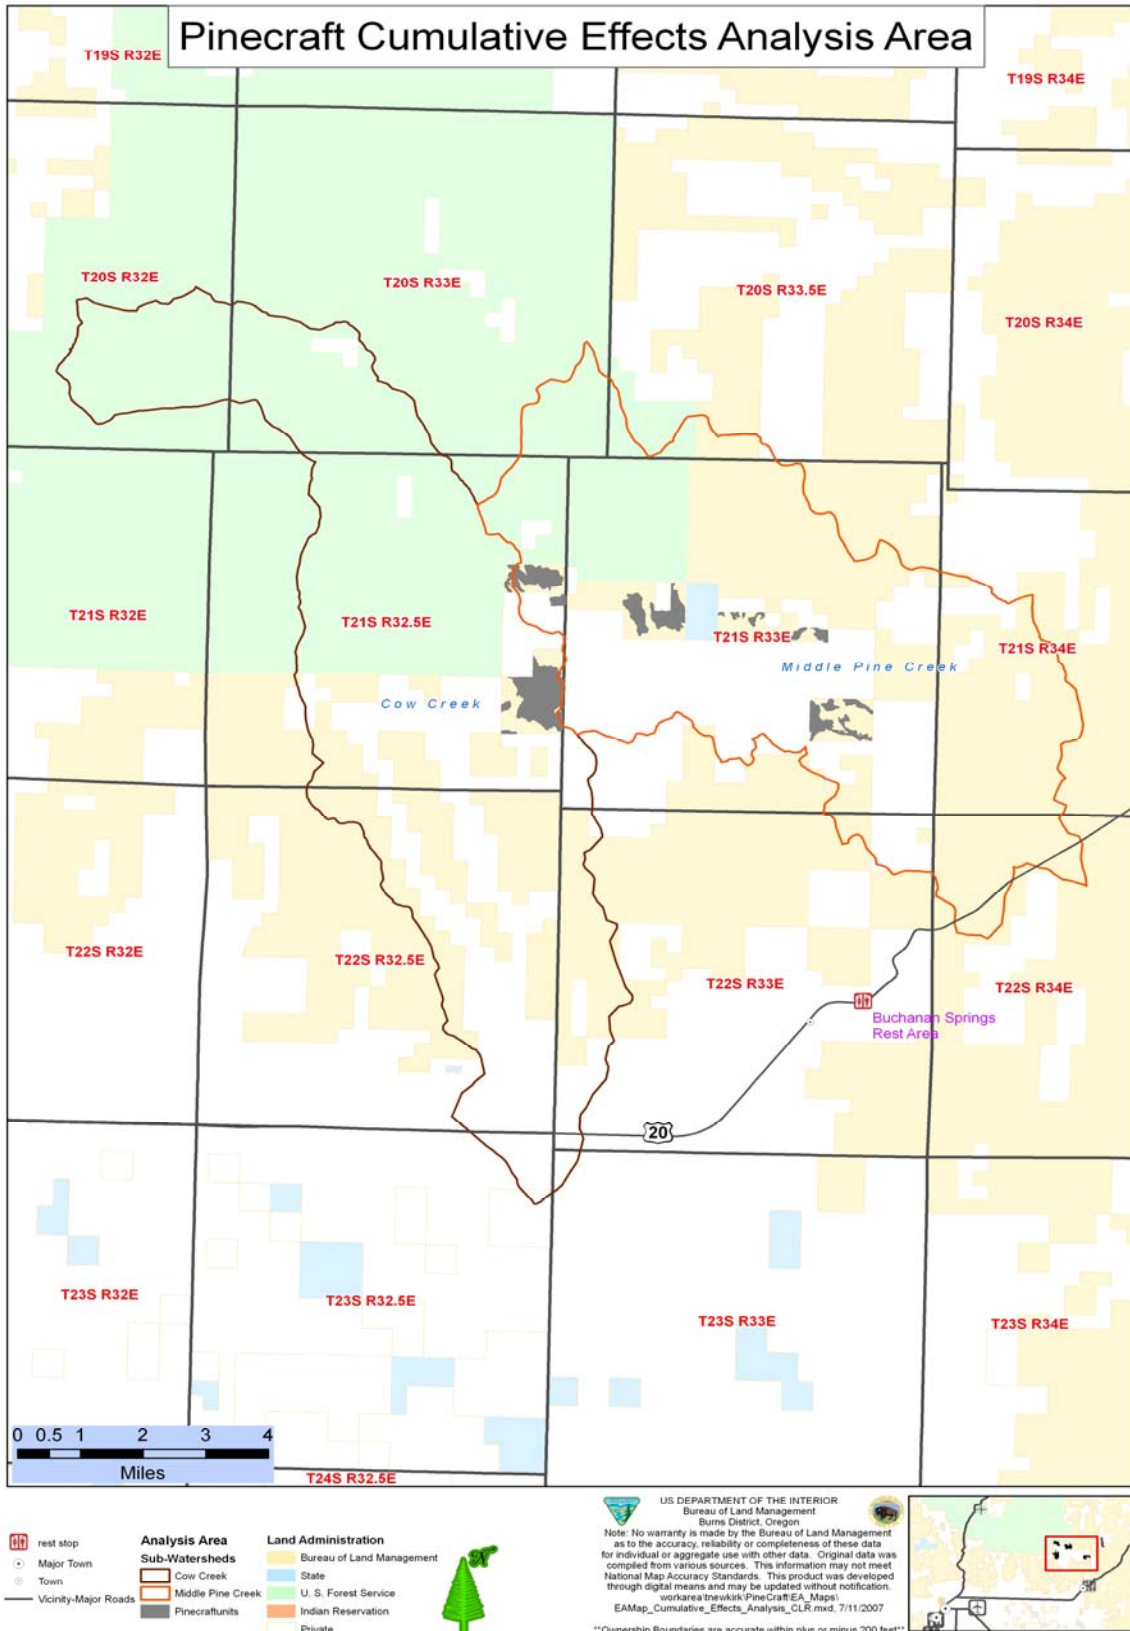 Pinecraft Cumulative Effects Analysis Area
T19S R32E
T19S R34E
T20S R32E
T20S R33E
T20S R33.5E
T20S R34E
T21S R32E
T21S R32.5E
T21S R33E
T21S R34E
Middle Pine Creek
Cow Creek
T22S R32E
T22S R32.5E
T22S R33E
T22S R34E
Buchanan Springs
Rest Area
20
T23S R32E
T23S R32.5E
T23S R33E
T23S R34E
0 0.5 1 2 3 4
Miles
T24S R32.5E
rest stop
Major Town
Town
Vicinity-Major Roads
Analysis Area
Sub-Watersheds
Cow Creek
Middle Pine Creek
Pinecraftunits
Land Administration
Bureau of Land Management
State
U. S. Forest Service
Indian Reservation
Private
N
US DEPARTMENT OF THE INTERIOR
Bureau of Land Management
Burns District, Oregon
Note: No warranty is made by the Bureau of Land Management
as to the accuracy, reliability or completeness of these data
for individual or aggregate use with other data. Original data was
compiled from various sources. This information may not meet
National Map Accuracy Standards. This product was developed
through digital means and may be updated without notification.
workarea\tnewkirk\PineCraft\EA_Maps\
EAMap_Cumulative_Effects_Analysis_CLR.mxd, 7/11/2007
**Ownership Boundaries are accurate within plus or minus 200 feet**